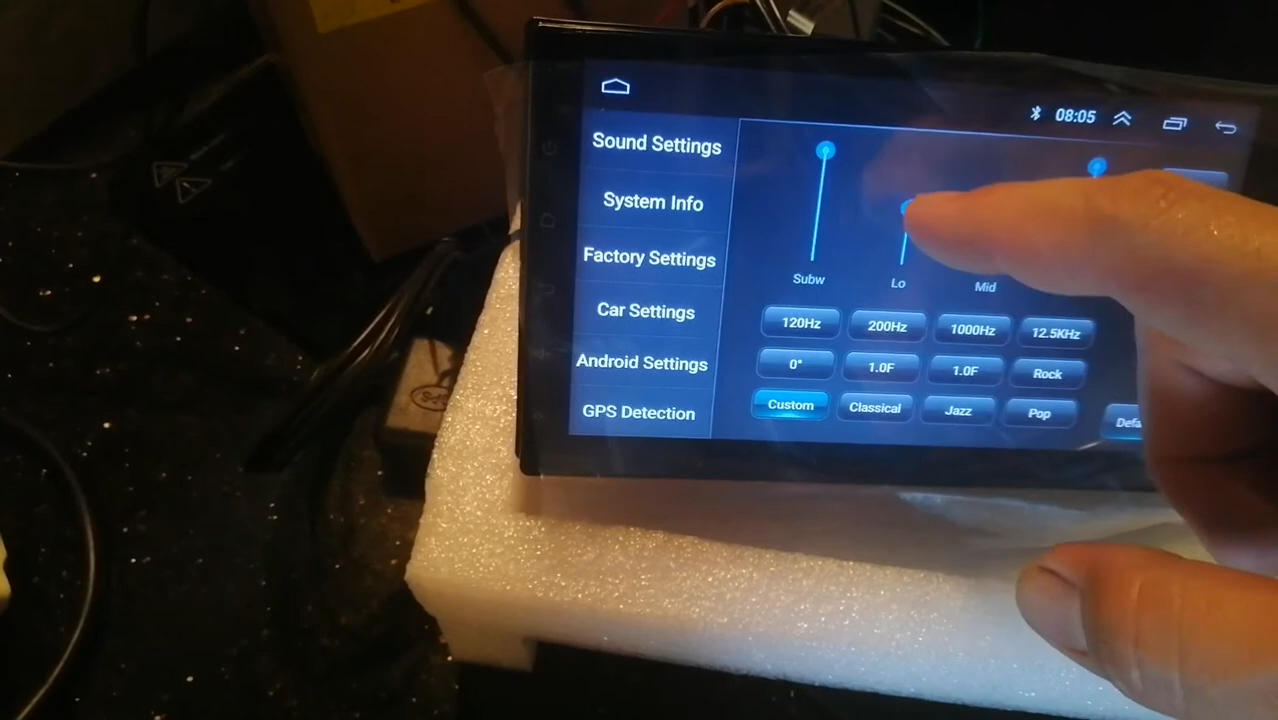 08:05
Sound Settings
System Info
Factory Settings
Car Settings
Android Settings
GPS Detection
Subw
Lo
Mid
120Hz
200Hz
1000Hz
12.5KHz
0°
1.0F
1.0F
Rock
Custom
Classical
Jazz
Pop
Defa